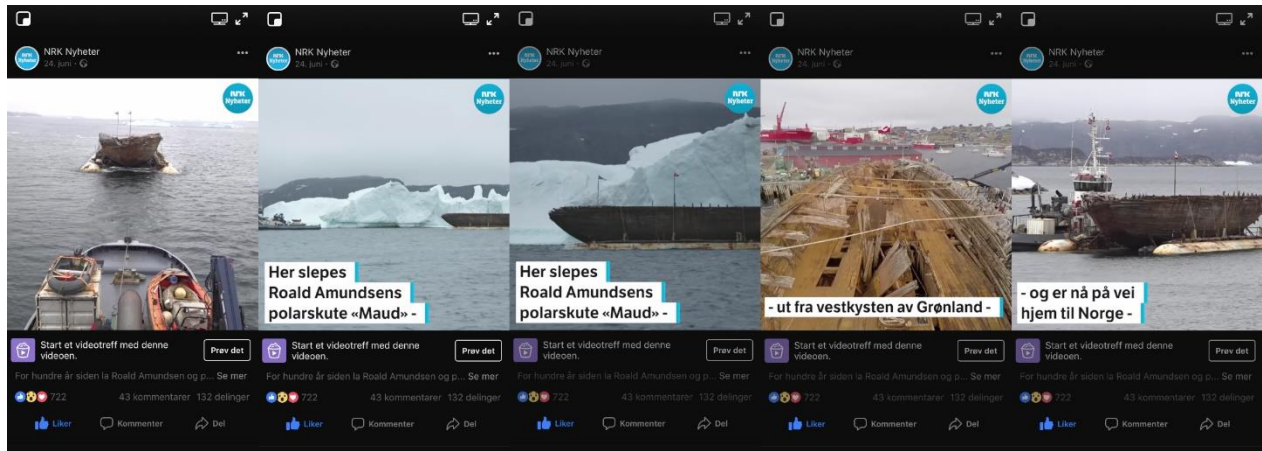 NRK Nyheter
24. juni
NRK
Nyheter
Start et videotreff med denne
videoen.
Prøv det
For hundre år siden la Roald Amundsen og p... Se mer
722
43 kommentarer 132 delinger
Liker
Kommenter
Del
NRK Nyheter
24. juni
NRK
Nyheter
Her slepes
Roald Amundsens
polarskute «Maud» -
Start et videotreff med denne
videoen.
Prøv det
For hundre år siden la Roald Amundsen og p... Se mer
722
43 kommentarer 132 delinger
Liker
Kommenter
Del
NRK Nyheter
24. juni
NRK
Nyheter
Her slepes
Roald Amundsens
polarskute «Maud» -
Start et videotreff med denne
videoen.
Prøv det
For hundre år siden la Roald Amundsen og p... Se mer
722
43 kommentarer 132 delinger
Liker
Kommenter
Del
NRK Nyheter
24. juni
NRK
Nyheter
- ut fra vestkysten av Grønland -
Start et videotreff med denne
videoen.
Prøv det
For hundre år siden la Roald Amundsen og p... Se mer
722
43 kommentarer 132 delinger
Liker
Kommenter
Del
NRK Nyheter
24. juni
NRK
Nyheter
- og er nå på vei
hjem til Norge -
Start et videotreff med denne
videoen.
Prøv det
For hundre år siden la Roald Amundsen og p... Se mer
722
43 kommentarer 132 delinger
Liker
Kommenter
Del